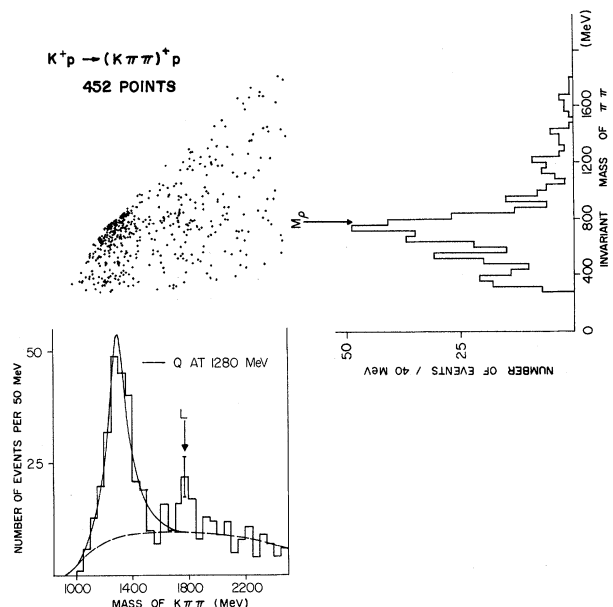 K⁺p → (Kππ)⁺p
452 POINTS
(MeV)
1600
1200
800
400
0
INVARIANT MASS OF ππ
Mρ
50
25
NUMBER OF EVENTS / 40 MEV
50
25
NUMBER OF EVENTS PER 50 MeV
Q AT 1280 MeV
L
1000
1400
1800
2200
MASS OF Kππ (MeV)